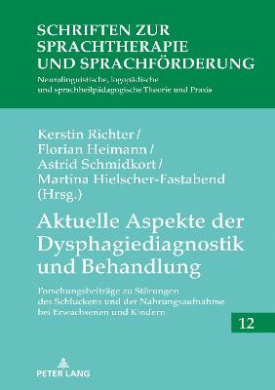 SCHRIFTEN ZUR
SPRACHTHERAPIE
UND SPRACHFÖRDERUNG
Neurolinguistische, logopädische
und sprachheilpädagogische Theorie und Praxis
Kerstin Richter/
Florian Heimann/
Astrid Schmidkort/
Martina Hielscher-Fastabend
(Hrsg.)
Aktuelle Aspekte der
Dysphagiediagnostik
und Behandlung
Forschungsbeiträge zu Störungen
des Schluckens und der Nahrungsaufnahme
bei Erwachsenen und Kindern
12
PETER LANG